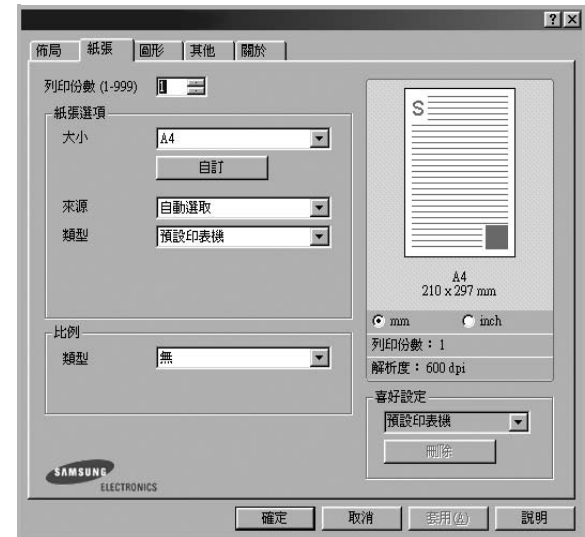 佈局 紙張 圖形 其他 關於
列印份數 (1-999) 1
紙張選項
大小 A4
自訂
來源 自動選取
類型 預設印表機
比例
類型 無
SAMSUNG
ELECTRONICS
S
A4
210 x 297 mm
mm inch
列印份數：1
解析度：600 dpi
喜好設定
預設印表機
刪除
確定 取消 套用(A) 說明